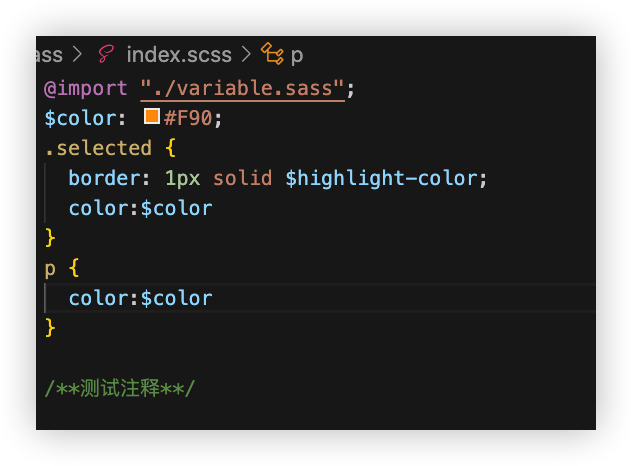 ass > index.scss > p
@import "./variable.sass";
$color: #F90;
.selected {
  border: 1px solid $highlight-color;
  color:$color
}
p {
  color:$color
}
/**测试注释**/